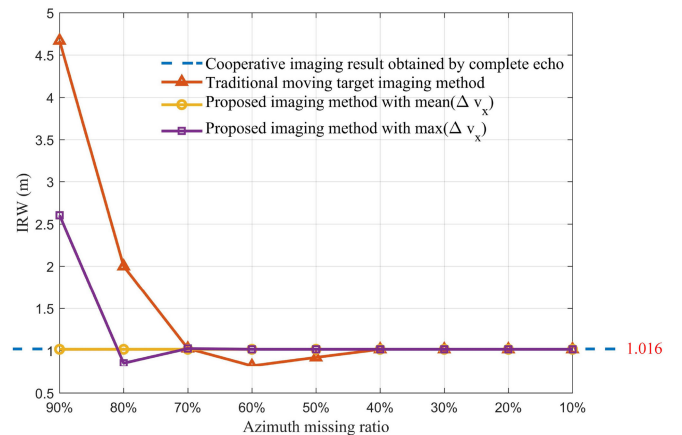 5
4.5
4
3.5
3
2.5
2
1.5
1
0.5
IRW (m)
Cooperative imaging result obtained by complete echo
Traditional moving target imaging method
Proposed imaging method with mean(Δ vx)
Proposed imaging method with max(Δ vx)
1.016
90% 80% 70% 60% 50% 40% 30% 20% 10%
Azimuth missing ratio